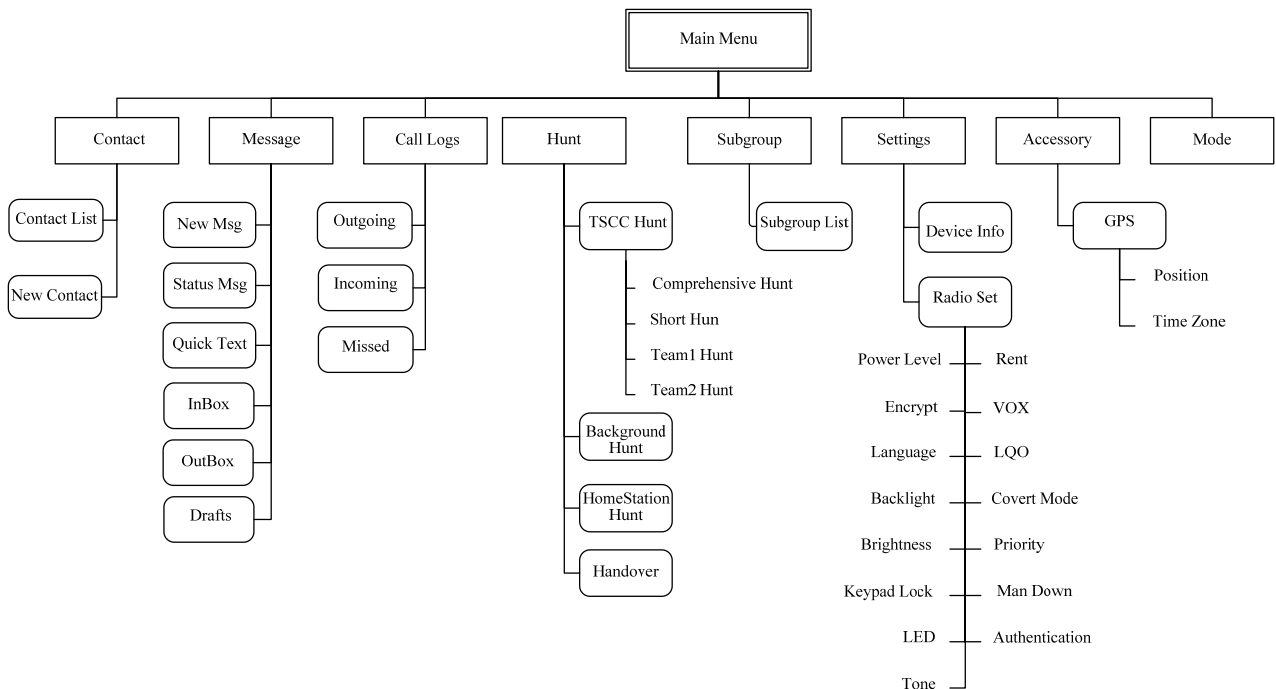 Main Menu
Contact
Message
Call Logs
Hunt
Subgroup
Settings
Accessory
Mode
Contact List
New Contact
New Msg
Status Msg
Quick Text
InBox
OutBox
Drafts
Outgoing
Incoming
Missed
TSCC Hunt
Comprehensive Hunt
Short Hun
Team1 Hunt
Team2 Hunt
Background
Hunt
HomeStation
Hunt
Handover
Subgroup List
Device Info
Radio Set
Power Level
Rent
Encrypt
VOX
Language
LQO
Backlight
Covert Mode
Brightness
Priority
Keypad Lock
Man Down
LED
Authentication
Tone
GPS
Position
Time Zone